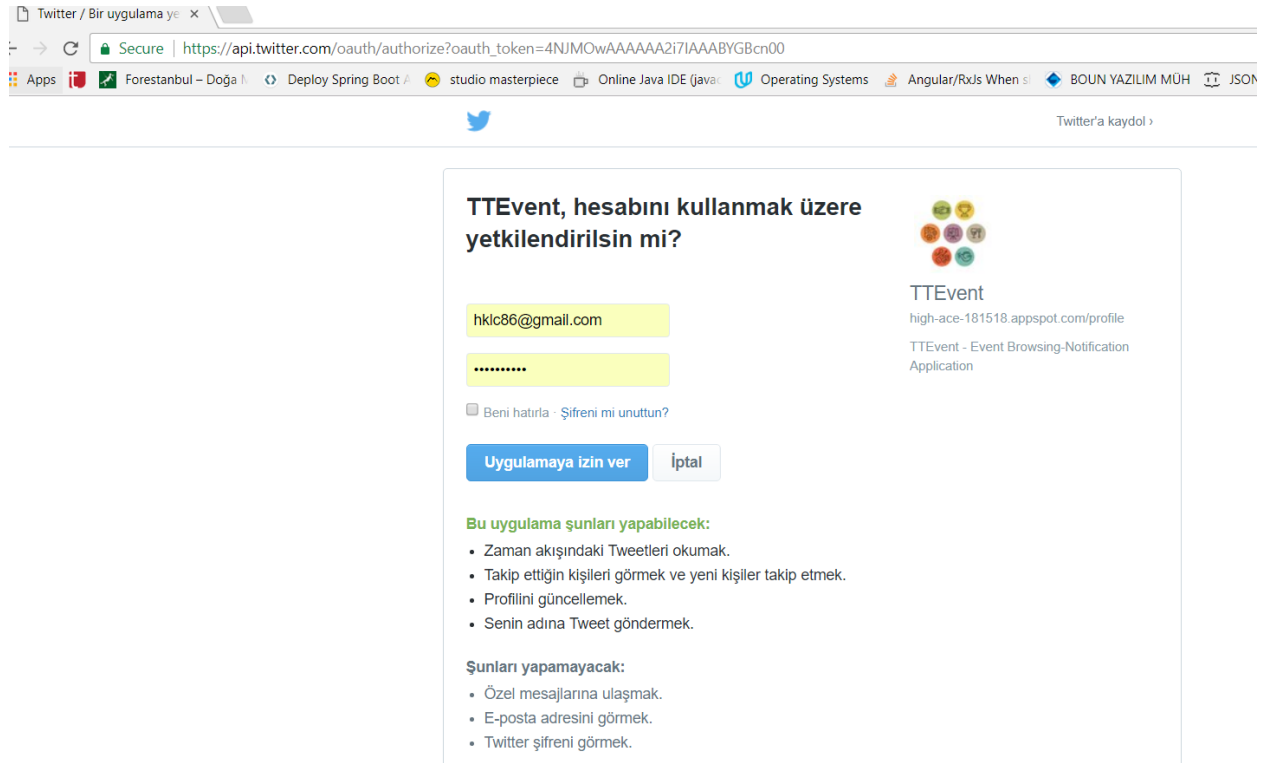 Twitter / Bir uygulama ye
Secure | https://api.twitter.com/oauth/authorize?oauth_token=4NJMOwAAAAAA2i7IAAABYGBcn00
Apps Forestanbul – Doğa Deploy Spring Boot studio masterpiece Online Java IDE (javac Operating Systems Angular/RxJs When BOUN YAZILIM MÜH JSON
Twitter'a kaydol ›
TTEvent, hesabını kullanmak üzere
yetkilendirilsin mi?
hklc86@gmail.com
••••••••••
Beni hatırla · Şifreni mi unuttun?
Uygulamaya izin ver İptal
TTEvent
high-ace-181518.appspot.com/profile
TTEvent - Event Browsing-Notification
Application
Bu uygulama şunları yapabilecek:
• Zaman akışındaki Tweetleri okumak.
• Takip ettiğin kişileri görmek ve yeni kişiler takip etmek.
• Profilini güncellemek.
• Senin adına Tweet göndermek.
Şunları yapamayacak:
• Özel mesajlarına ulaşmak.
• E-posta adresini görmek.
• Twitter şifreni görmek.